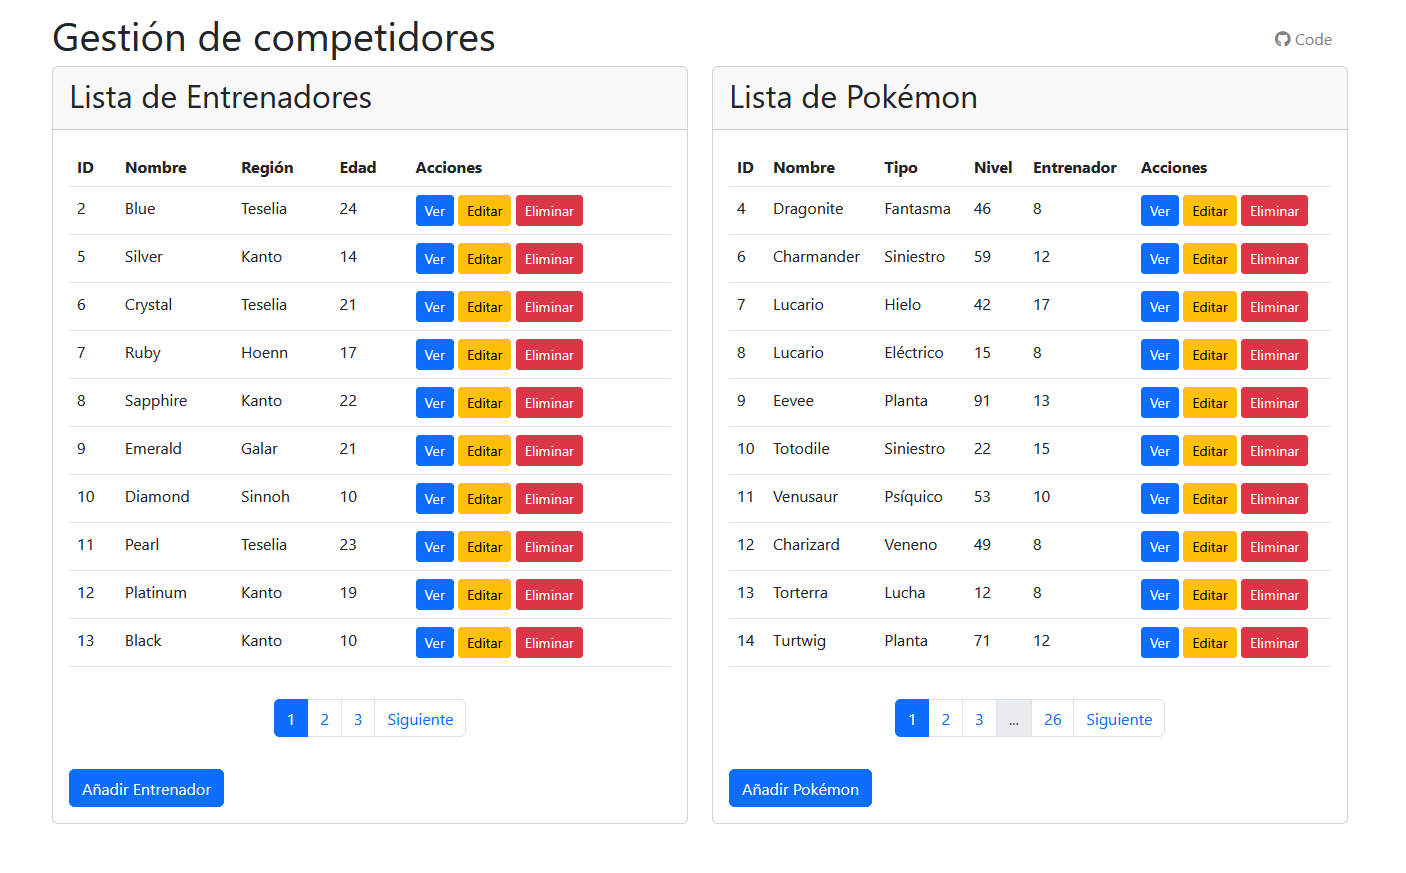 Gestión de competidores
Code
Lista de Entrenadores
ID Nombre Región Edad Acciones
2 Blue Teselia 24 Ver Editar Eliminar
5 Silver Kanto 14 Ver Editar Eliminar
6 Crystal Teselia 21 Ver Editar Eliminar
7 Ruby Hoenn 17 Ver Editar Eliminar
8 Sapphire Kanto 22 Ver Editar Eliminar
9 Emerald Galar 21 Ver Editar Eliminar
10 Diamond Sinnoh 10 Ver Editar Eliminar
11 Pearl Teselia 23 Ver Editar Eliminar
12 Platinum Kanto 19 Ver Editar Eliminar
13 Black Kanto 10 Ver Editar Eliminar
1 2 3 Siguiente
Añadir Entrenador
Lista de Pokémon
ID Nombre Tipo Nivel Entrenador Acciones
4 Dragonite Fantasma 46 8 Ver Editar Eliminar
6 Charmander Siniestro 59 12 Ver Editar Eliminar
7 Lucario Hielo 42 17 Ver Editar Eliminar
8 Lucario Eléctrico 15 8 Ver Editar Eliminar
9 Eevee Planta 91 13 Ver Editar Eliminar
10 Totodile Siniestro 22 15 Ver Editar Eliminar
11 Venusaur Psíquico 53 10 Ver Editar Eliminar
12 Charizard Veneno 49 8 Ver Editar Eliminar
13 Torterra Lucha 12 8 Ver Editar Eliminar
14 Turtwig Planta 71 12 Ver Editar Eliminar
1 2 3 ... 26 Siguiente
Añadir Pokémon